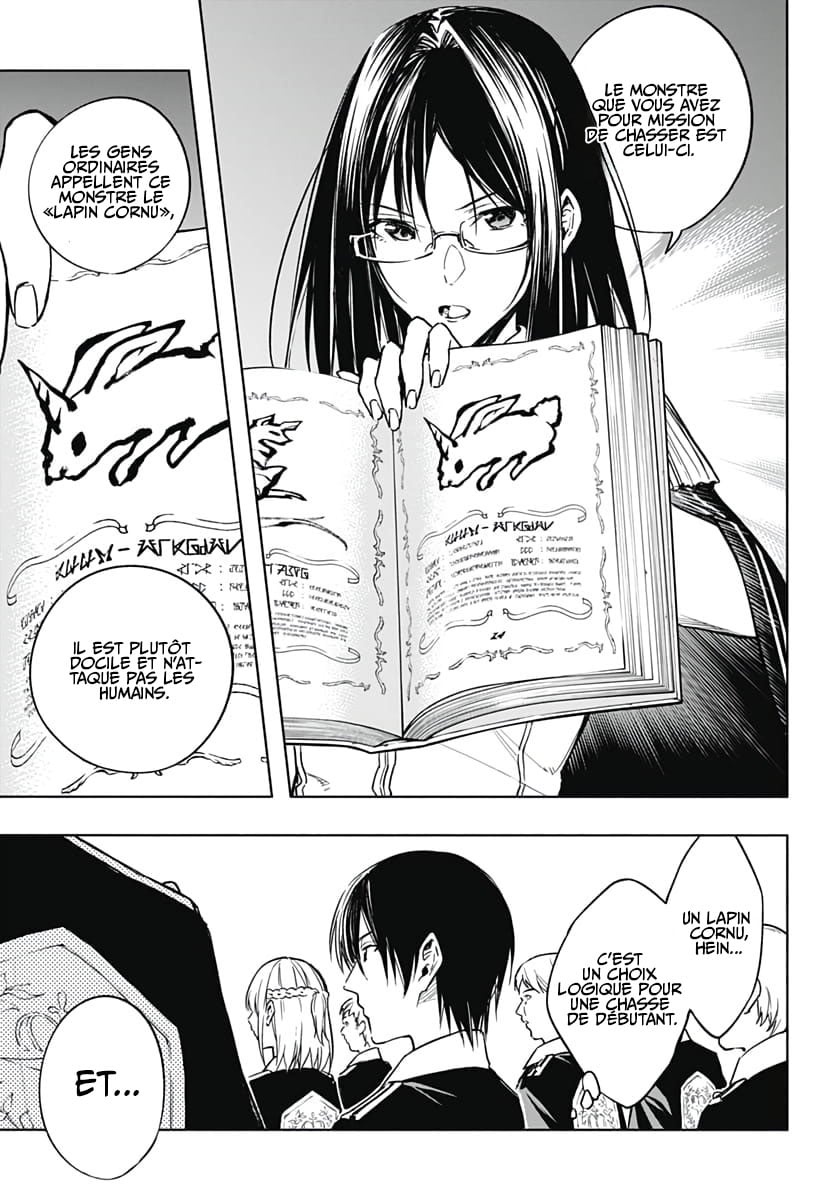 LE MONSTRE
QUE VOUS AVEZ
POUR MISSION
DE CHASSER EST
CELUI-CI.
LES GENS
ORDINAIRES
APPELLENT CE
MONSTRE LE
«LAPIN CORNU»,
IL EST PLUTÔT
DOCILE ET N'AT-
TAQUE PAS LES
HUMAINS.
UN LAPIN
CORNU,
HEIN...
C'EST
UN CHOIX
LOGIQUE POUR
UNE CHASSE
DE DÉBUTANT.
ET...